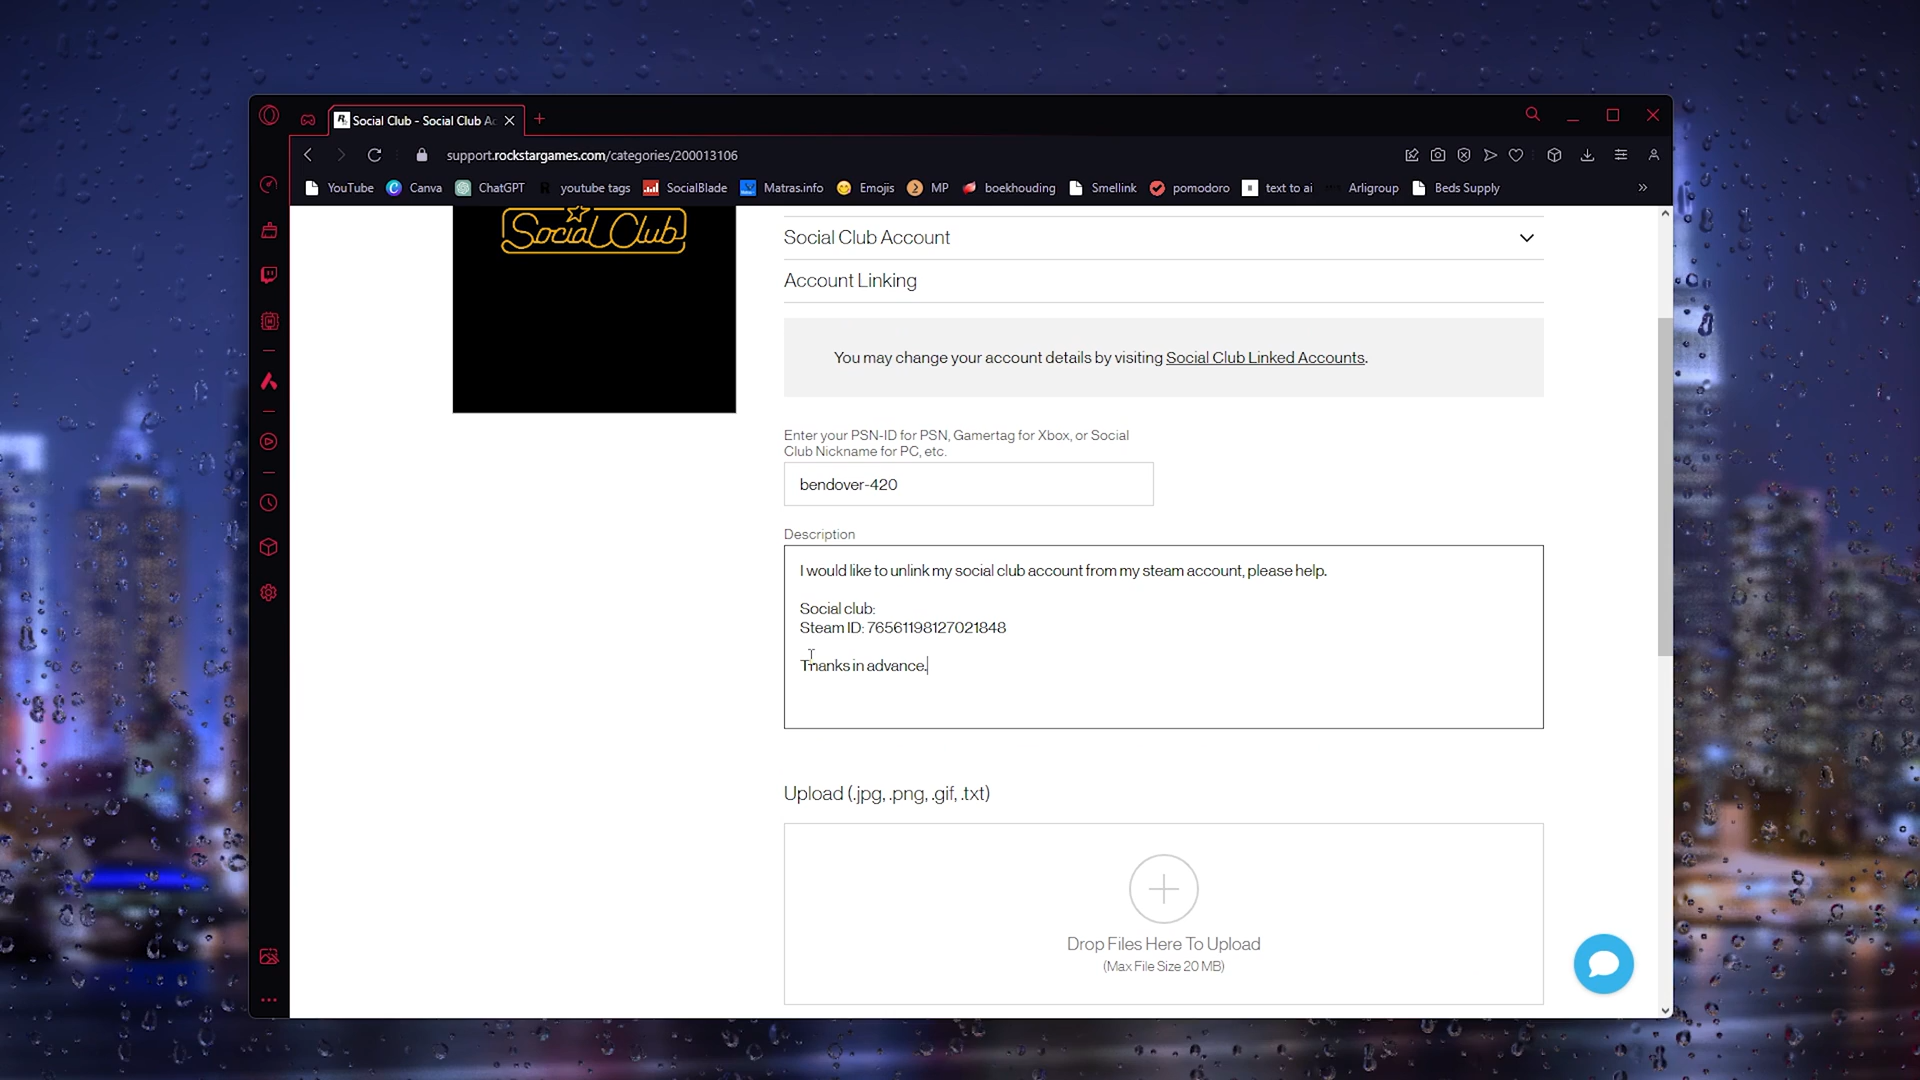 Social Club - Social Club Ac
support.rockstargames.com/categories/200013106
YouTube Canva ChatGPT youtube tags SocialBlade Matras.info Emojis MP boekhouding Smellink pomodoro text to ai Arligroup Beds Supply »
Social Club
Social Club Account
Account Linking
You may change your account details by visiting Social Club Linked Accounts.
Enter your PSN-ID for PSN, Gamertag for Xbox, or Social
Club Nickname for PC, etc.
bendover-420
Description
I would like to unlink my social club account from my steam account, please help.
Social club:
Steam ID: 76561198127021848
Thanks in advance.
Upload (.jpg, .png, .gif, .txt)
Drop Files Here To Upload
(Max File Size 20 MB)